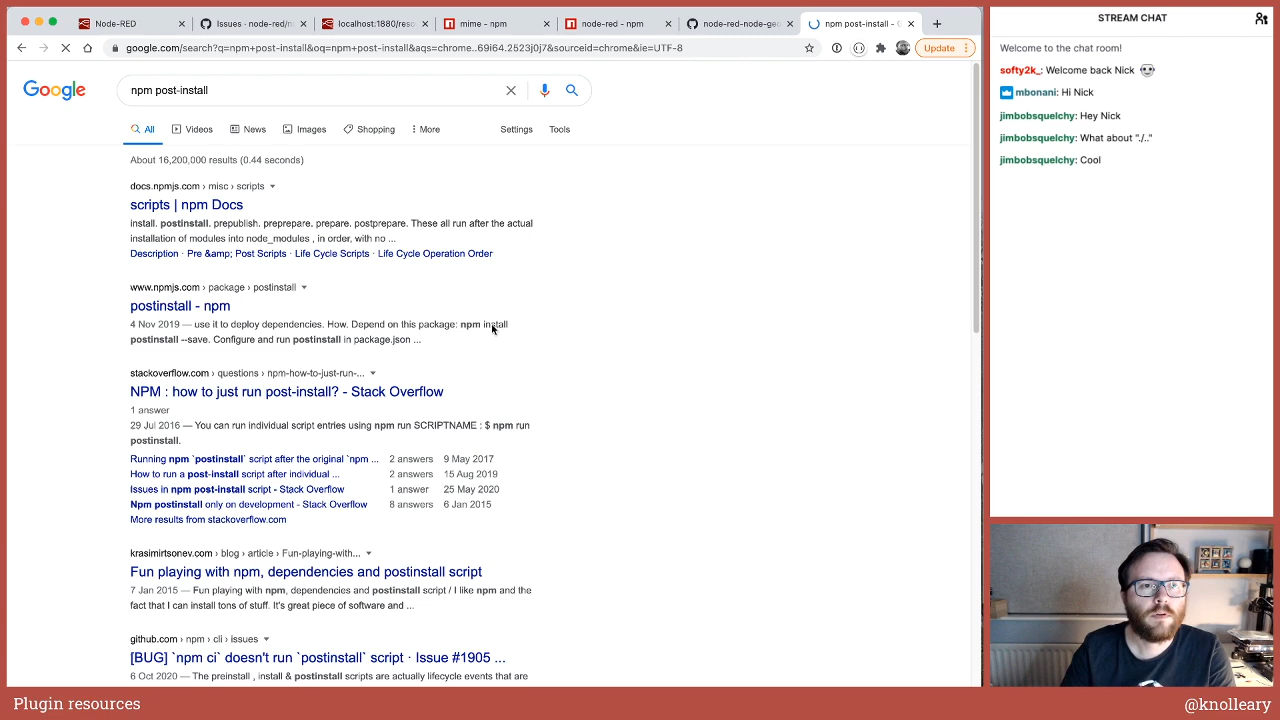 Node-RED
Issues · node-red/n
localhost:1880/reso
mime - npm
node-red - npm
node-red-node-geo
npm post-install - G
google.com/search?q=npm+post-install&oq=npm+post-install&aqs=chrome..69i64.2523j0j7&sourceid=chrome&ie=UTF-8
Update
Google
npm post-install
All
Videos
News
Images
Shopping
More
Settings
Tools
About 16,200,000 results (0.44 seconds)
docs.npmjs.com › misc › scripts
scripts | npm Docs
install. postinstall. prepublish. preprepare. prepare. postprepare. These all run after the actual
installation of modules into node_modules , in order, with no ...
Description · Pre &amp; Post Scripts · Life Cycle Scripts · Life Cycle Operation Order
www.npmjs.com › package › postinstall
postinstall - npm
4 Nov 2019 — use it to deploy dependencies. How. Depend on this package: npm install
postinstall --save. Configure and run postinstall in package.json ...
stackoverflow.com › questions › npm-how-to-just-run-...
NPM : how to just run post-install? - Stack Overflow
1 answer
29 Jul 2016 — You can run individual script entries using npm run SCRIPTNAME : $ npm run
postinstall.
Running npm `postinstall` script after the original `npm ... 2 answers 9 May 2017
How to run a post-install script after individual ... 2 answers 15 Aug 2019
Issues in npm post-install script - Stack Overflow 1 answer 25 May 2020
Npm postinstall only on development - Stack Overflow 8 answers 6 Jan 2015
More results from stackoverflow.com
krasimirtsonev.com › blog › article › Fun-playing-with...
Fun playing with npm, dependencies and postinstall script
7 Jan 2015 — Fun playing with npm, dependencies and postinstall script / I like npm and the
fact that I can install tons of stuff. It's great piece of software and ...
github.com › npm › cli › issues
[BUG] `npm ci` doesn't run `postinstall` script · Issue #1905 ...
6 Oct 2020 — The preinstall , install & postinstall scripts are actually lifecycle events that are
STREAM CHAT
Welcome to the chat room!
softy2k_: Welcome back Nick
mbonani: Hi Nick
jimbobsquelchy: Hey Nick
jimbobsquelchy: What about "./.."
jimbobsquelchy: Cool
Plugin resources
@knolleary